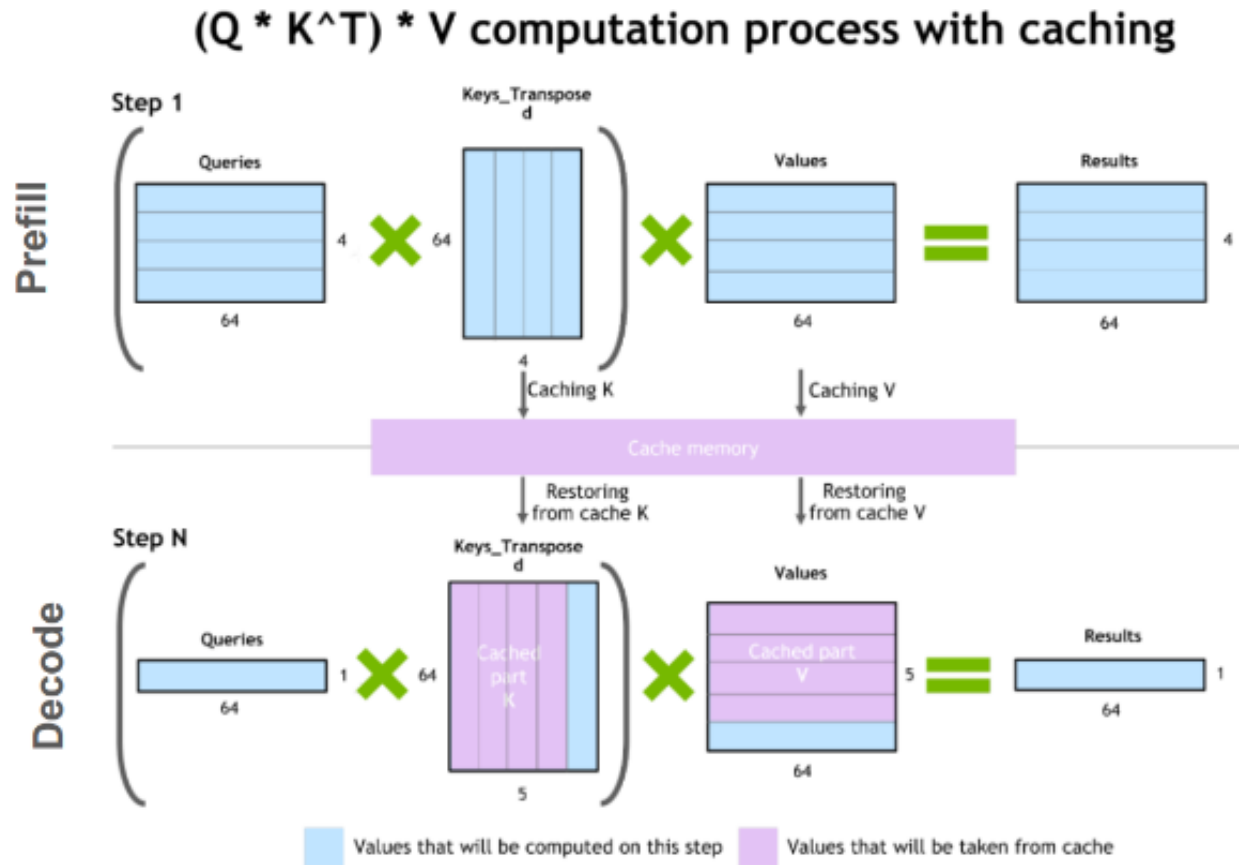 (Q * K^T) * V computation process with caching
Prefill
Step 1
Queries
4
64
Keys_Transpose
d
64
4
Values
64
Results
4
64
Caching K
Caching V
Cache memory
Restoring
from cache K
Restoring
from cache V
Decode
Step N
Queries
1
64
Keys_Transpose
d
64
Cached
part
K
5
Values
Cached part
V
5
64
Results
1
64
Values that will be computed on this step
Values that will be taken from cache